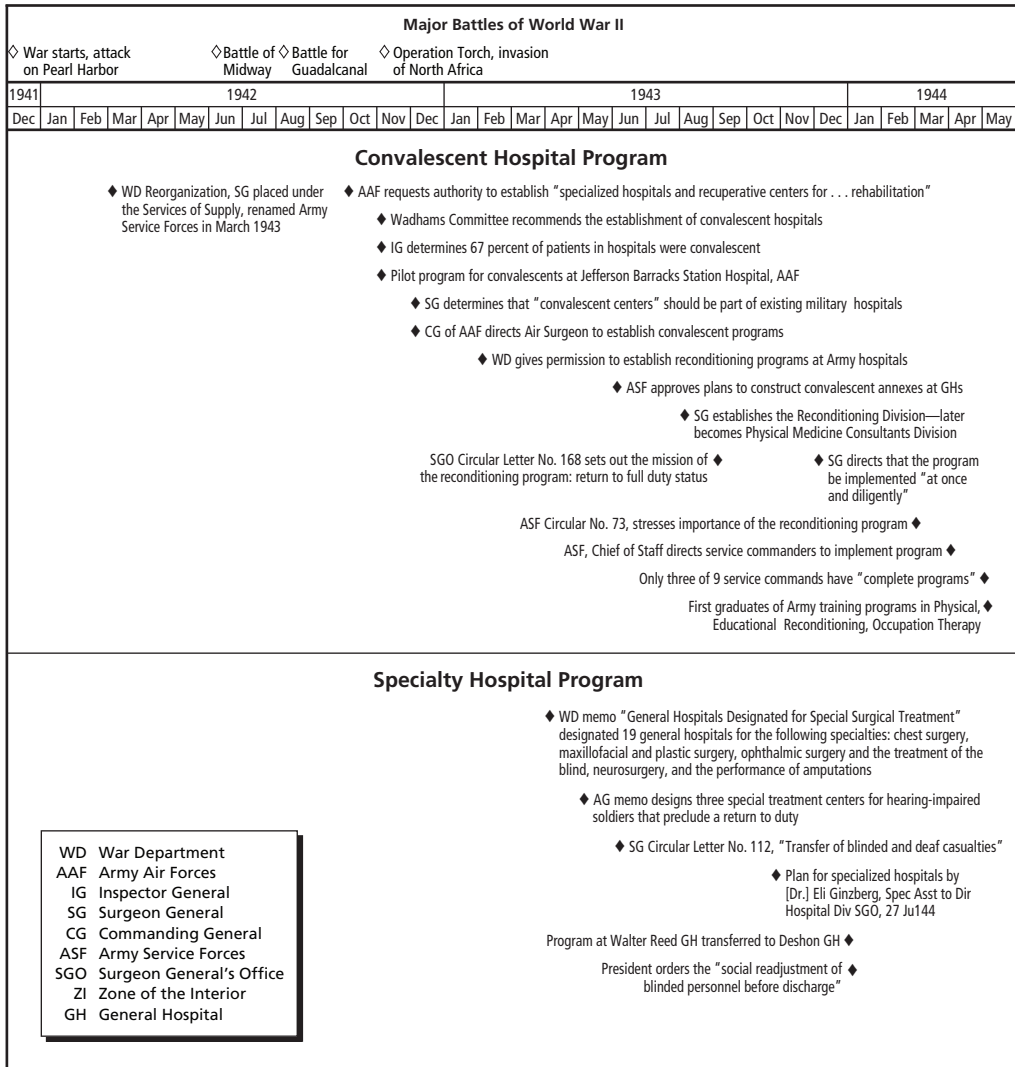 Major Battles of World War II
◊ War starts, attack
on Pearl Harbor
◊ Battle of
Midway
◊ Battle for
Guadalcanal
◊ Operation Torch, invasion
of North Africa
1941 1942 1943 1944
Dec Jan Feb Mar Apr May Jun Jul Aug Sep Oct Nov Dec Jan Feb Mar Apr May Jun Jul Aug Sep Oct Nov Dec Jan Feb Mar Apr May
Convalescent Hospital Program
♦ WD Reorganization, SG placed under
the Services of Supply, renamed Army
Service Forces in March 1943
♦ AAF requests authority to establish “specialized hospitals and recuperative centers for . . . rehabilitation”
♦ Wadhams Committee recommends the establishment of convalescent hospitals
♦ IG determines 67 percent of patients in hospitals were convalescent
♦ Pilot program for convalescents at Jefferson Barracks Station Hospital, AAF
♦ SG determines that “convalescent centers” should be part of existing military hospitals
♦ CG of AAF directs Air Surgeon to establish convalescent programs
♦ WD gives permission to establish reconditioning programs at Army hospitals
♦ ASF approves plans to construct convalescent annexes at GHs
♦ SG establishes the Reconditioning Division—later
becomes Physical Medicine Consultants Division
SGO Circular Letter No. 168 sets out the mission of ♦
the reconditioning program: return to full duty status
♦ SG directs that the program
be implemented “at once
and diligently”
ASF Circular No. 73, stresses importance of the reconditioning program ♦
ASF, Chief of Staff directs service commanders to implement program ♦
Only three of 9 service commands have “complete programs” ♦
First graduates of Army training programs in Physical, ♦
Educational Reconditioning, Occupation Therapy
Specialty Hospital Program
♦ WD memo “General Hospitals Designated for Special Surgical Treatment”
designated 19 general hospitals for the following specialties: chest surgery,
maxillofacial and plastic surgery, ophthalmic surgery and the treatment of the
blind, neurosurgery, and the performance of amputations
♦ AG memo designs three special treatment centers for hearing-impaired
soldiers that preclude a return to duty
♦ SG Circular Letter No. 112, “Transfer of blinded and deaf casualties”
♦ Plan for specialized hospitals by
[Dr.] Eli Ginzberg, Spec Asst to Dir
Hospital Div SGO, 27 Ju144
Program at Walter Reed GH transferred to Deshon GH ♦
President orders the “social readjustment of ♦
blinded personnel before discharge”
WD War Department
AAF Army Air Forces
IG Inspector General
SG Surgeon General
CG Commanding General
ASF Army Service Forces
SGO Surgeon General’s Office
ZI Zone of the Interior
GH General Hospital